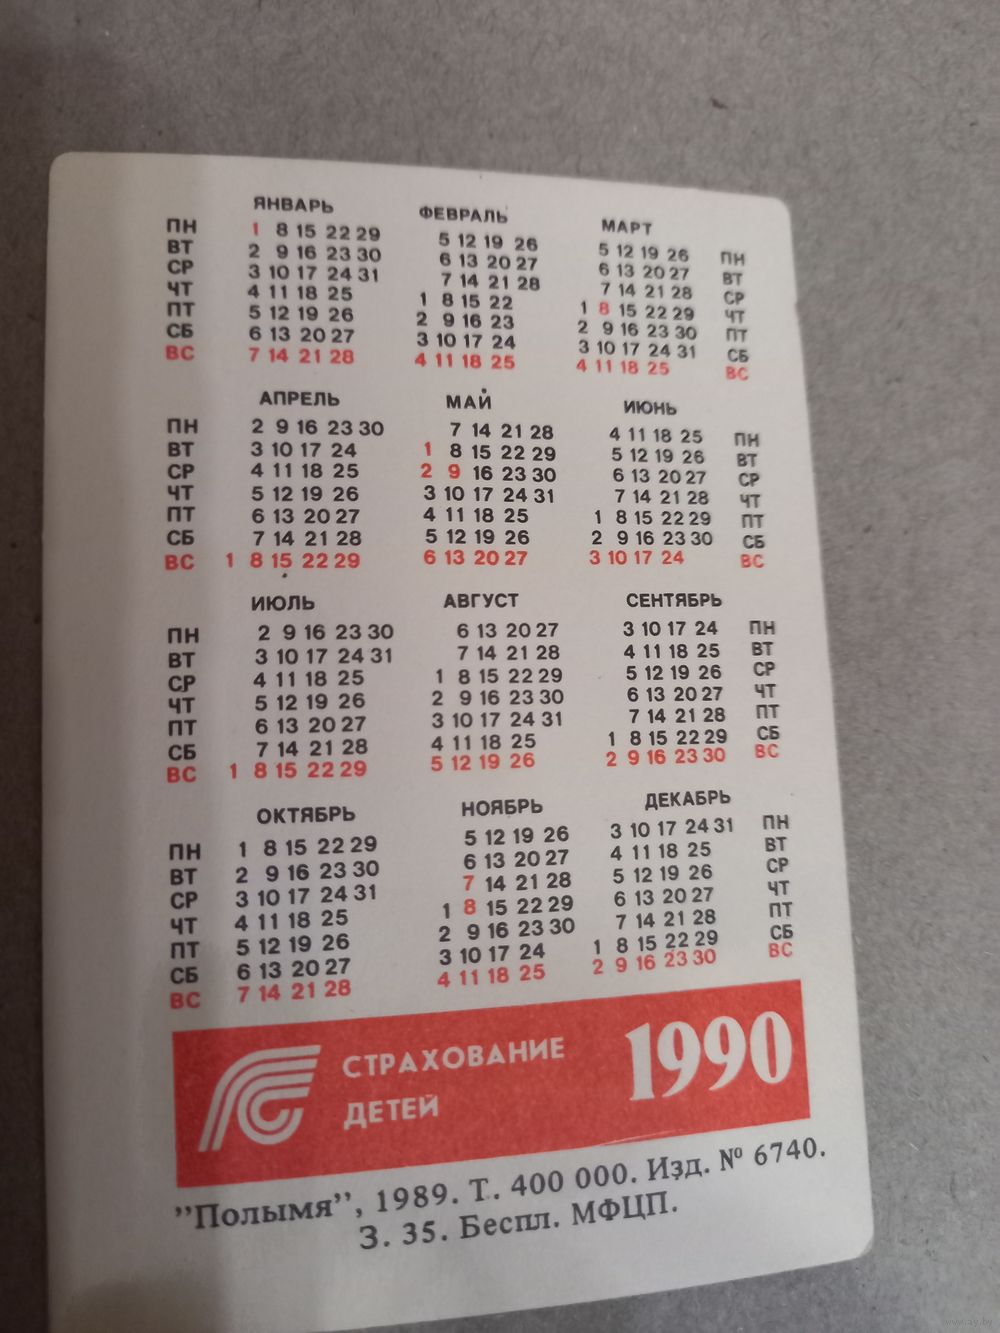 ЯНВАРЬ ФЕВРАЛЬ МАРТ
ПН 1 8 15 22 29 5 12 19 26 5 12 19 26 ПН
ВТ 2 9 16 23 30 6 13 20 27 6 13 20 27 ВТ
СР 3 10 17 24 31 7 14 21 28 7 14 21 28 СР
ЧТ 4 11 18 25 1 8 15 22 1 8 15 22 29 ЧТ
ПТ 5 12 19 26 2 9 16 23 2 9 16 23 30 ПТ
СБ 6 13 20 27 3 10 17 24 3 10 17 24 31 СБ
ВС 7 14 21 28 4 11 18 25 4 11 18 25 ВС
АПРЕЛЬ МАЙ ИЮНЬ
ПН 2 9 16 23 30 7 14 21 28 4 11 18 25 ПН
ВТ 3 10 17 24 1 8 15 22 29 5 12 19 26 ВТ
СР 4 11 18 25 2 9 16 23 30 6 13 20 27 СР
ЧТ 5 12 19 26 3 10 17 24 31 7 14 21 28 ЧТ
ПТ 6 13 20 27 4 11 18 25 1 8 15 22 29 ПТ
СБ 7 14 21 28 5 12 19 26 2 9 16 23 30 СБ
ВС 1 8 15 22 29 6 13 20 27 3 10 17 24 ВС
ИЮЛЬ АВГУСТ СЕНТЯБРЬ
ПН 2 9 16 23 30 6 13 20 27 3 10 17 24 ПН
ВТ 3 10 17 24 31 7 14 21 28 4 11 18 25 ВТ
СР 4 11 18 25 1 8 15 22 29 5 12 19 26 СР
ЧТ 5 12 19 26 2 9 16 23 30 6 13 20 27 ЧТ
ПТ 6 13 20 27 3 10 17 24 31 7 14 21 28 ПТ
СБ 7 14 21 28 4 11 18 25 1 8 15 22 29 СБ
ВС 1 8 15 22 29 5 12 19 26 2 9 16 23 30 ВС
ОКТЯБРЬ НОЯБРЬ ДЕКАБРЬ
ПН 1 8 15 22 29 5 12 19 26 3 10 17 24 31 ПН
ВТ 2 9 16 23 30 6 13 20 27 4 11 18 25 ВТ
СР 3 10 17 24 31 7 14 21 28 5 12 19 26 СР
ЧТ 4 11 18 25 1 8 15 22 29 6 13 20 27 ЧТ
ПТ 5 12 19 26 2 9 16 23 30 7 14 21 28 ПТ
СБ 6 13 20 27 3 10 17 24 1 8 15 22 29 СБ
ВС 7 14 21 28 4 11 18 25 2 9 16 23 30 ВС
СТРАХОВАНИЕ
ДЕТЕЙ
1990
"Полымя", 1989. Т. 400 000. Изд. № 6740.
З. 35. Беспл. МФЦП.
www.ay.by